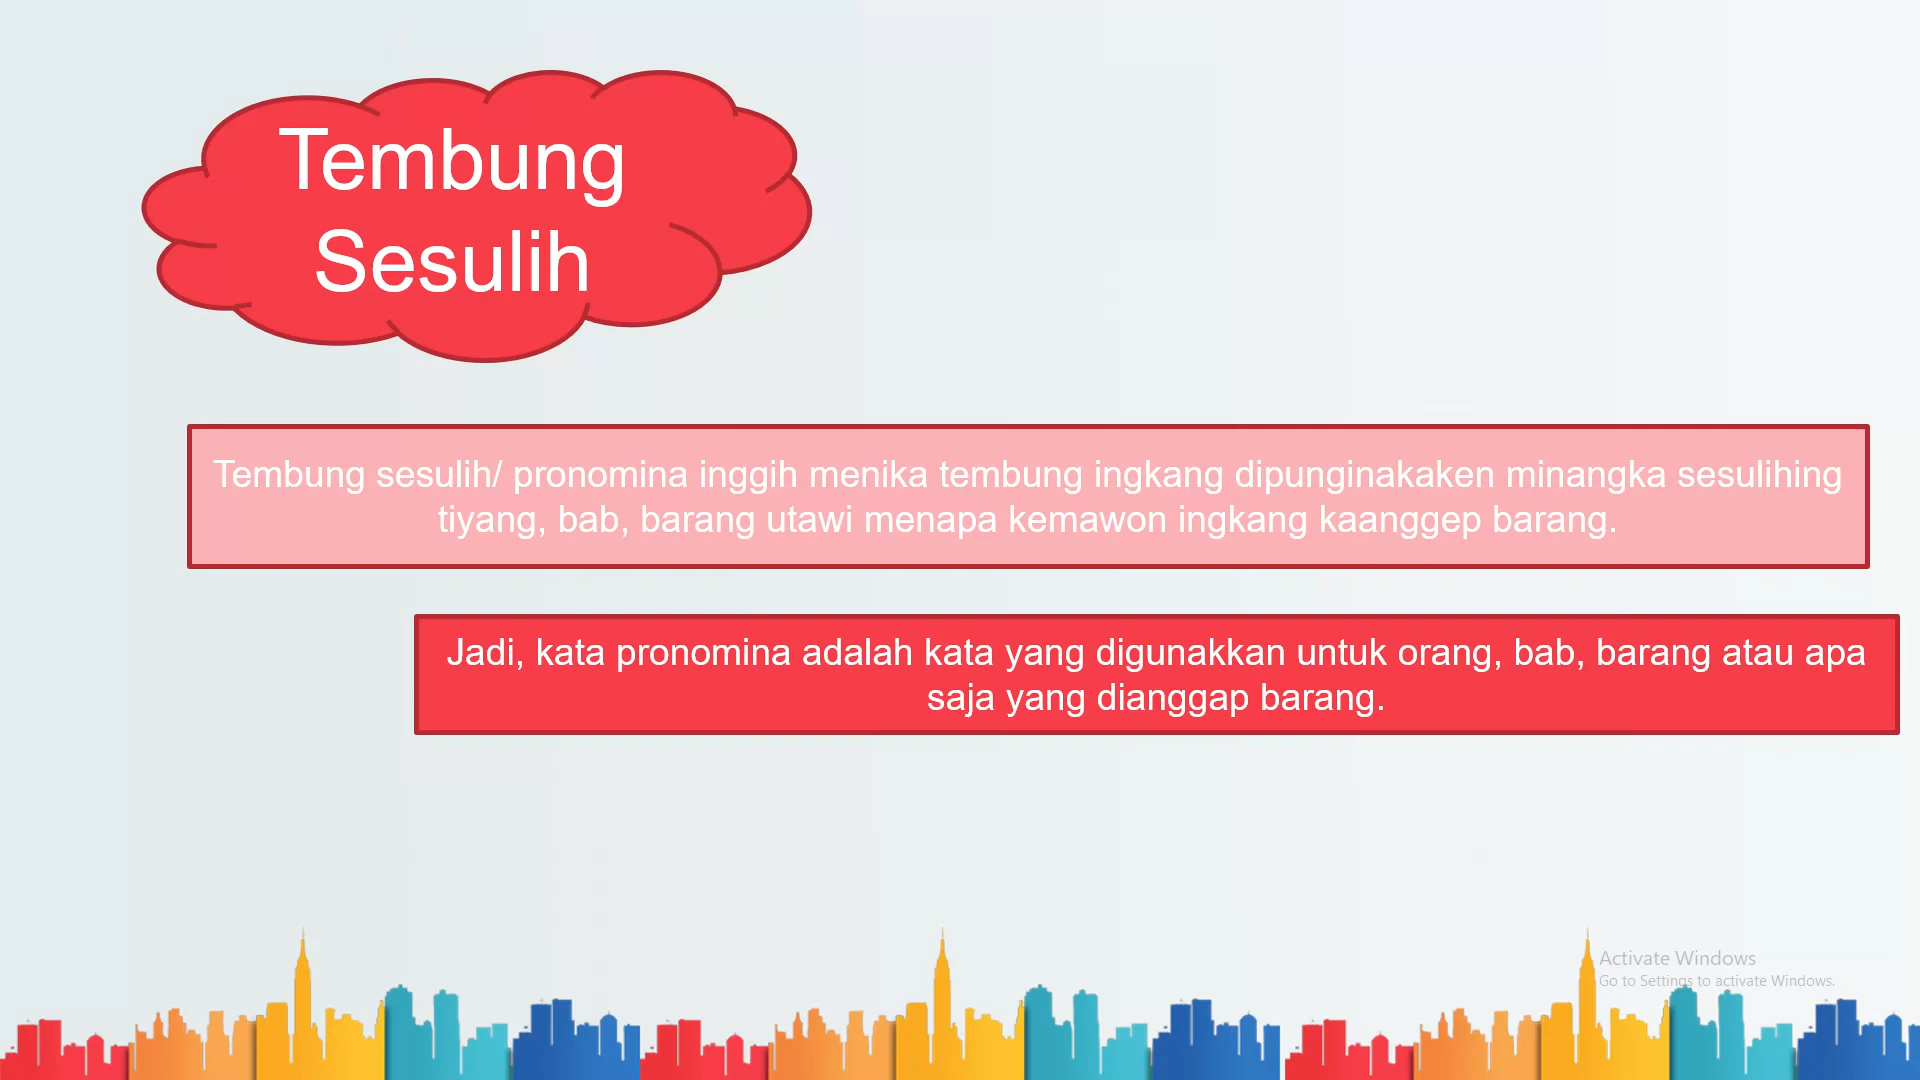 Tembung
Sesulih
Tembung sesulih/ pronomina inggih menika tembung ingkang dipunginakaken minangka sesulihing
tiyang, bab, barang utawi menapa kemawon ingkang kaanggep barang.
Jadi, kata pronomina adalah kata yang digunakkan untuk orang, bab, barang atau apa
saja yang dianggap barang.
Activate Windows
Go to Settings to activate Windows.